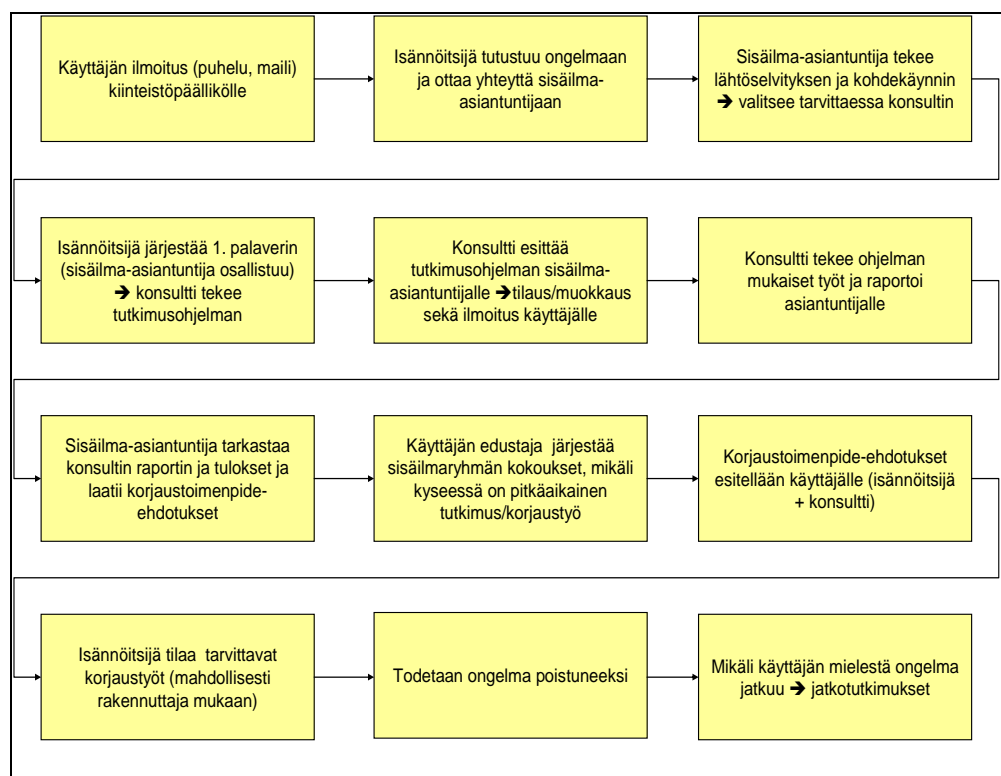 Käyttäjän ilmoitus (puhelu, maili)
kiinteistöpäällikölle
Isännöitsijä tutustuu ongelmaan
ja ottaa yhteyttä sisäilma-
asiantuntijaan
Sisäilma-asiantuntija tekee
lähtöselvityksen ja kohdekäynnin
➔ valitsee tarvittaessa konsultin
Isännöitsijä järjestää 1. palaverin
(sisäilma-asiantuntija osallistuu)
➔ konsultti tekee
tutkimusohjelman
Konsultti esittää
tutkimusohjelman sisäilma-
asiantuntijalle ➔tilaus/muokkaus
sekä ilmoitus käyttäjälle
Konsultti tekee ohjelman
mukaiset työt ja raportoi
asiantuntijalle
Sisäilma-asiantuntija tarkastaa
konsultin raportin ja tulokset ja
laatii korjaustoimenpide-
ehdotukset
Käyttäjän edustaja järjestää
sisäilmaryhmän kokoukset, mikäli
kyseessä on pitkäaikainen
tutkimus/korjaustyö
Korjaustoimenpide-ehdotukset
esitellään käyttäjälle (isännöitsijä
+ konsultti)
Isännöitsijä tilaa tarvittavat
korjaustyöt (mahdollisesti
rakennuttaja mukaan)
Todetaan ongelma poistuneeksi
Mikäli käyttäjän mielestä ongelma
jatkuu ➔ jatkotutkimukset